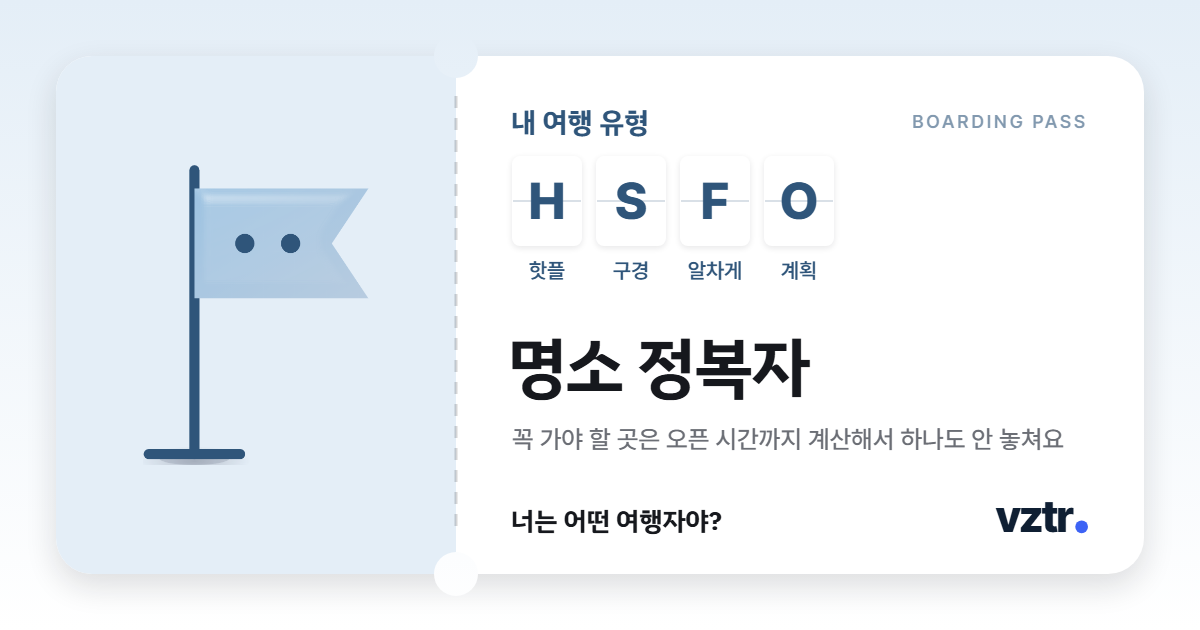 내 여행 유형
BOARDING PASS
H S F O
핫플 구경 알차게 계획
명소 정복자
꼭 가야 할 곳은 오픈 시간까지 계산해서 하나도 안 놓쳐요
너는 어떤 여행자야?
vztr.